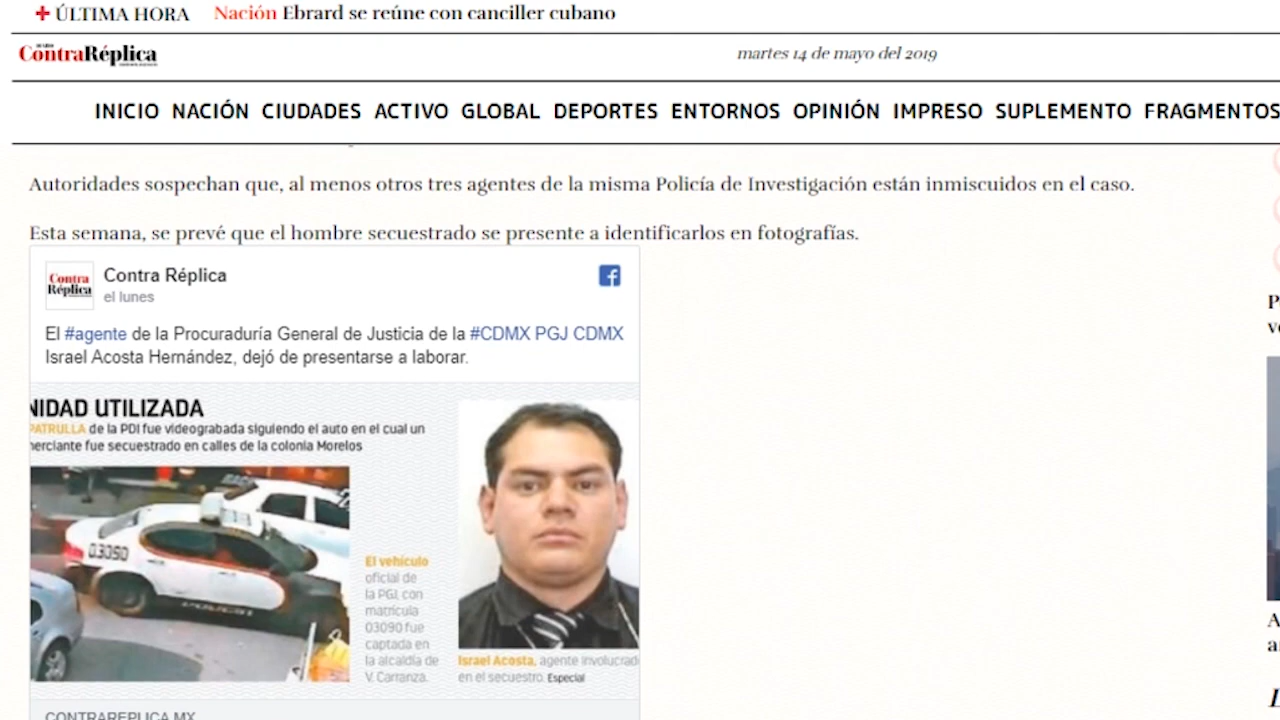 ÚLTIMA HORA Nación Ebrard se reúne con canciller cubano
ContraRéplica martes 14 de mayo del 2019
INICIO NACIÓN CIUDADES ACTIVO GLOBAL DEPORTES ENTORNOS OPINIÓN IMPRESO SUPLEMENTO FRAGMENTOS
Autoridades sospechan que, al menos otros tres agentes de la misma Policía de Investigación están inmiscuidos en el caso.
Esta semana, se prevé que el hombre secuestrado se presente a identificarlos en fotografías.
Contra
Réplica
Contra Réplica
el lunes
El #agente de la Procuraduría General de Justicia de la #CDMX PGJ CDMX
Israel Acosta Hernández, dejó de presentarse a laborar.
NIDAD UTILIZADA
PATRULLA de la PDI fue videograbada siguiendo el auto en el cual un
nerciante fue secuestrado en calles de la colonia Morelos
03090
El vehículo
oficial de
la PGJ, con
matrícula
03090 fue
captada en
la alcaldía de
V. Carranza.
Israel Acosta, agente involucrad
en el secuestro. Especial
CONTRAREPLICA.MX